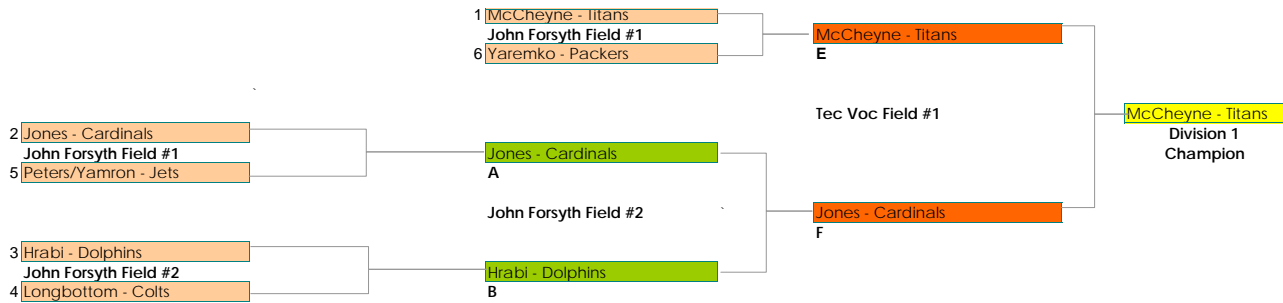 1 McCheyne - Titans
John Forsyth Field #1
6 Yaremko - Packers
McCheyne - Titans
E
`
Tec Voc Field #1
McCheyne - Titans
Division 1
Champion
2 Jones - Cardinals
John Forsyth Field #1
5 Peters/Yamron - Jets
Jones - Cardinals
A
John Forsyth Field #2
`
Jones - Cardinals
F
3 Hrabi - Dolphins
John Forsyth Field #2
4 Longbottom - Colts
Hrabi - Dolphins
B